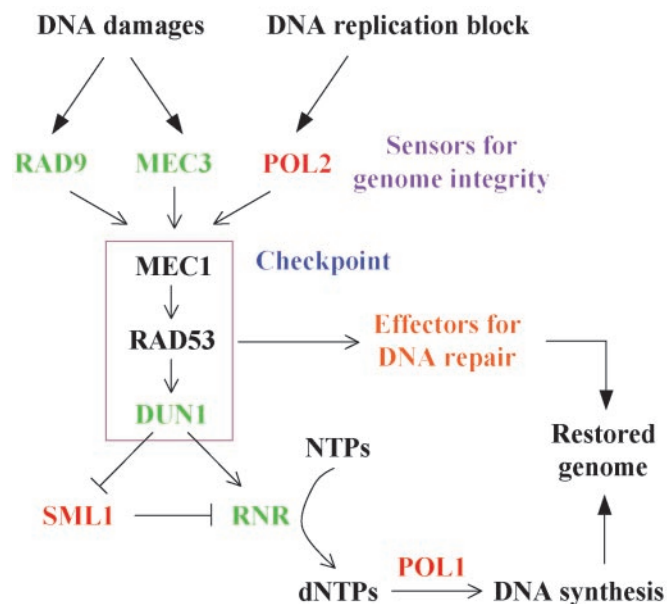 DNA damages
DNA replication block
RAD9
MEC3
POL2
Sensors for
genome integrity
MEC1
Checkpoint
RAD53
Effectors for
DNA repair
DUN1
NTPs
Restored
genome
SML1
RNR
dNTPs
POL1
DNA synthesis